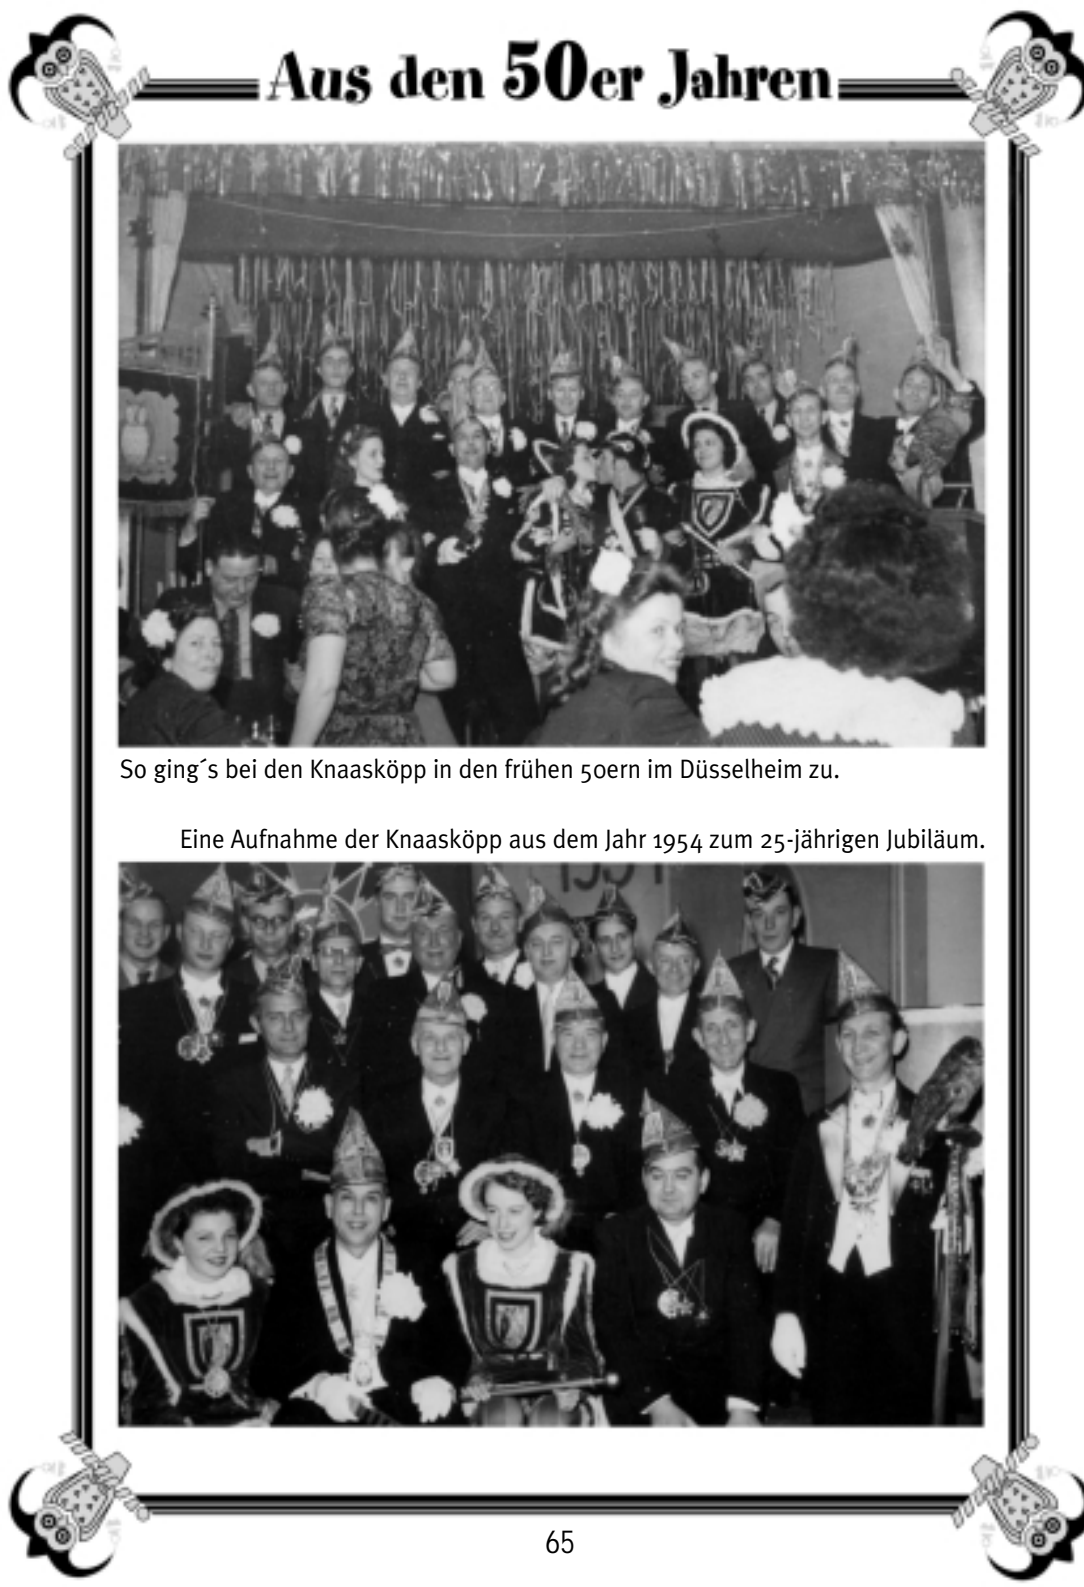 Aus den 50er Jahren
So ging´s bei den Knaasköpp in den frühen 50ern im Düsselheim zu.
Eine Aufnahme der Knaasköpp aus dem Jahr 1954 zum 25-jährigen Jubiläum.
1954
65